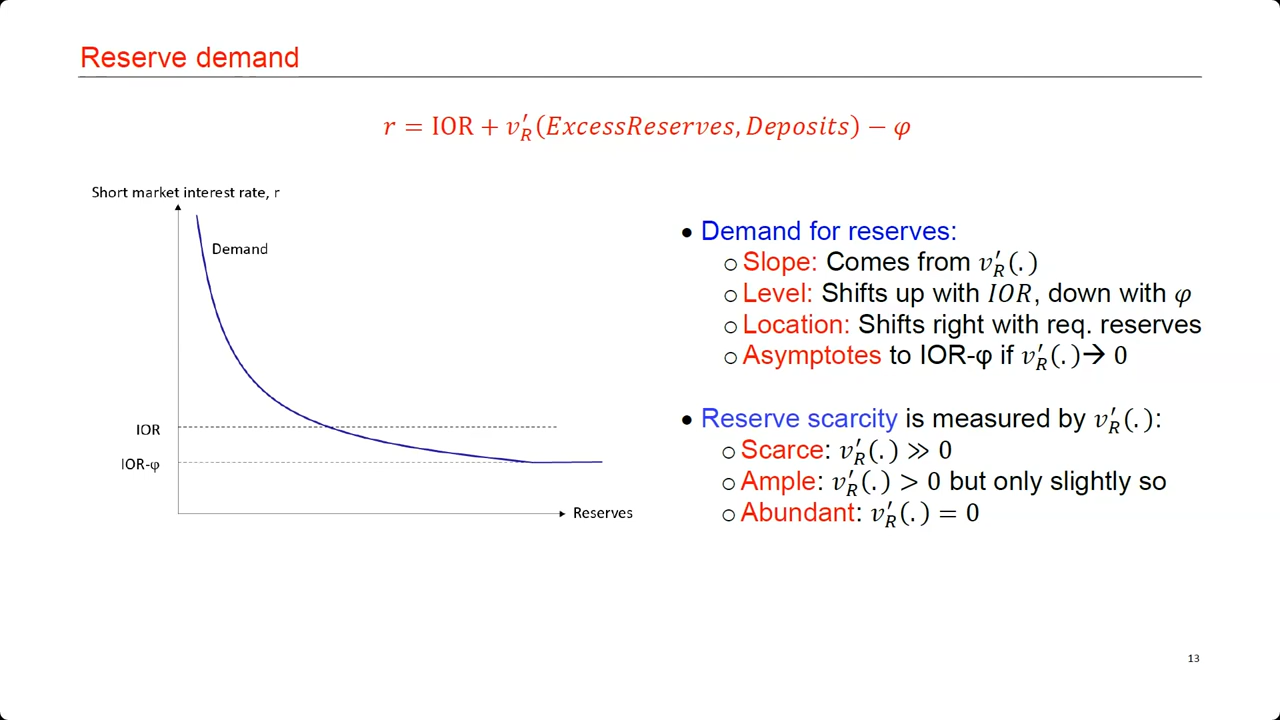 Reserve demand
r = IOR + v′_R(ExcessReserves, Deposits) − φ
Short market interest rate, r
Demand
IOR
IOR-φ
Reserves
• Demand for reserves:
o Slope: Comes from v′_R(.)
o Level: Shifts up with IOR, down with φ
o Location: Shifts right with req. reserves
o Asymptotes to IOR-φ if v′_R(.)→ 0
• Reserve scarcity is measured by v′_R(.):
o Scarce: v′_R(.) ≫ 0
o Ample: v′_R(.) > 0 but only slightly so
o Abundant: v′_R(.) = 0
13